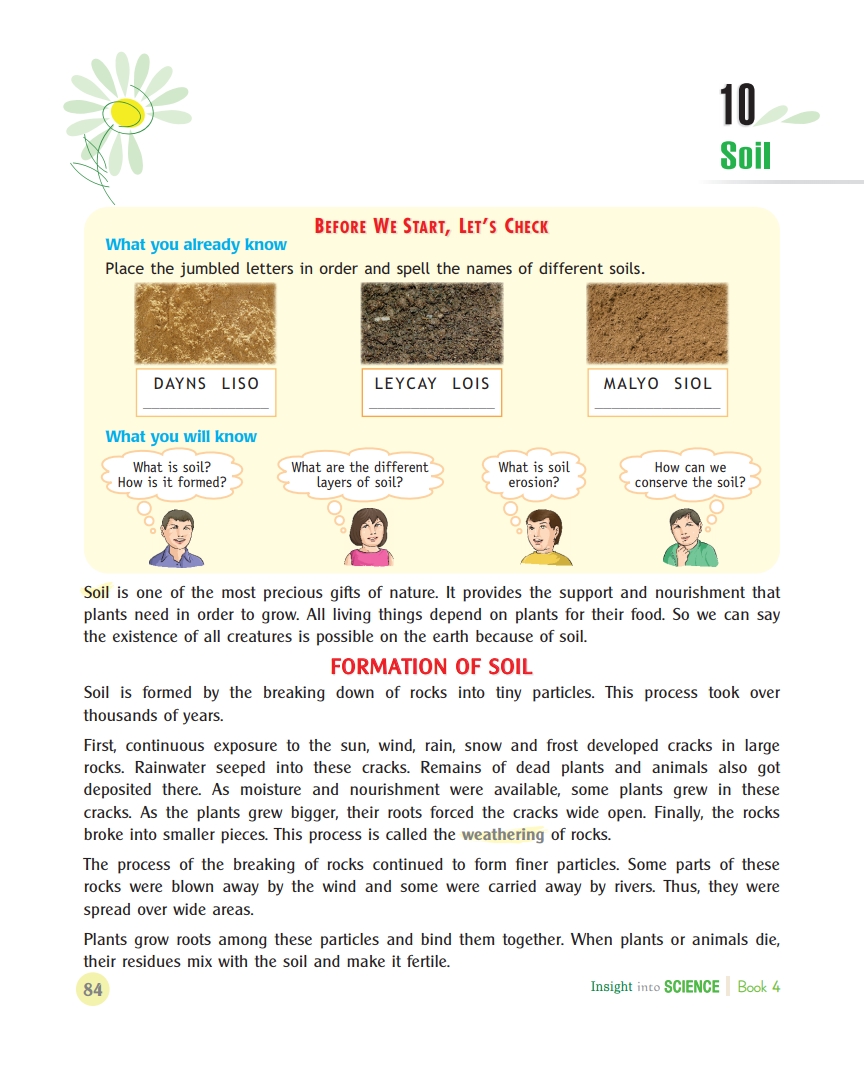 10
Soil
BEFORE WE START, LET'S CHECK
What you already know
Place the jumbled letters in order and spell the names of different soils.
DAYNS LISO
LEYCAY LOIS
MALYO SIOL
What you will know
What is soil?
How is it formed?
What are the different
layers of soil?
What is soil
erosion?
How can we
conserve the soil?
Soil is one of the most precious gifts of nature. It provides the support and nourishment that
plants need in order to grow. All living things depend on plants for their food. So we can say
the existence of all creatures is possible on the earth because of soil.
FORMATION OF SOIL
Soil is formed by the breaking down of rocks into tiny particles. This process took over
thousands of years.
First, continuous exposure to the sun, wind, rain, snow and frost developed cracks in large
rocks. Rainwater seeped into these cracks. Remains of dead plants and animals also got
deposited there. As moisture and nourishment were available, some plants grew in these
cracks. As the plants grew bigger, their roots forced the cracks wide open. Finally, the rocks
broke into smaller pieces. This process is called the weathering of rocks.
The process of the breaking of rocks continued to form finer particles. Some parts of these
rocks were blown away by the wind and some were carried away by rivers. Thus, they were
spread over wide areas.
Plants grow roots among these particles and bind them together. When plants or animals die,
their residues mix with the soil and make it fertile.
84
Insight into SCIENCE Book 4